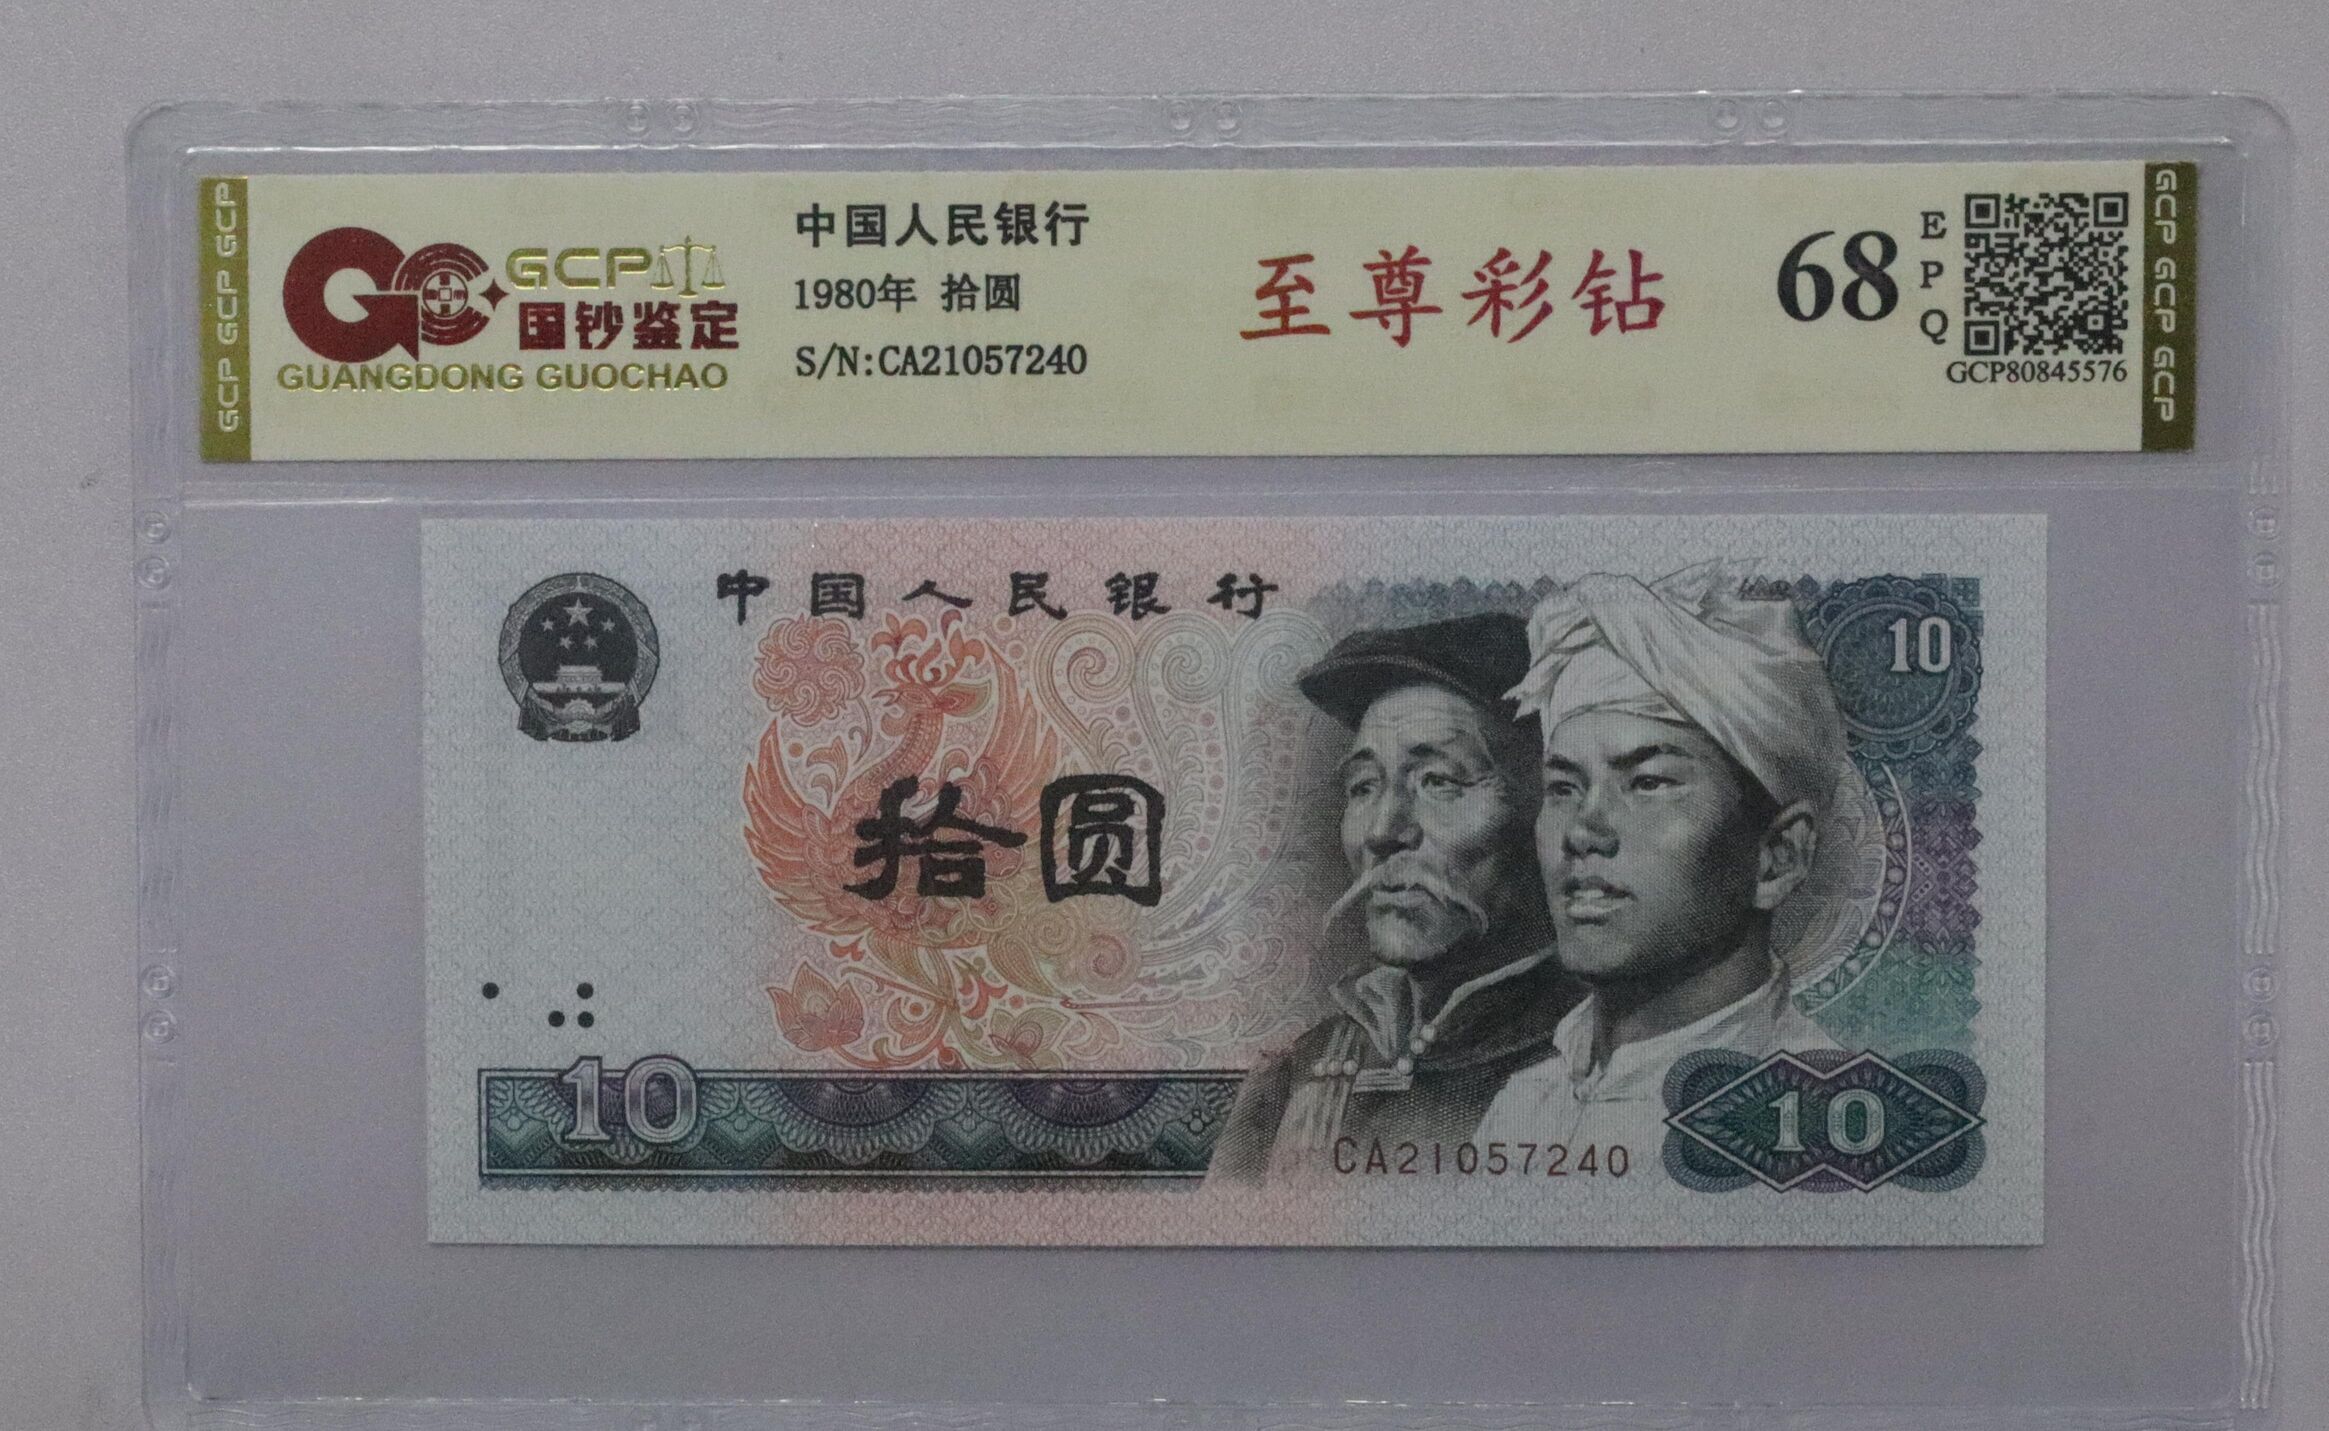 GCP GCP GCP
GCP
国钞鉴定
GUANGDONG GUOCHAO
中国人民银行
1980年 拾圆
S/N:CA21057240
至尊彩钻
68
EPQ
GCP80845576
GCP GCP GCP
中国人民银行
10
拾圆
10
CA21057240
10